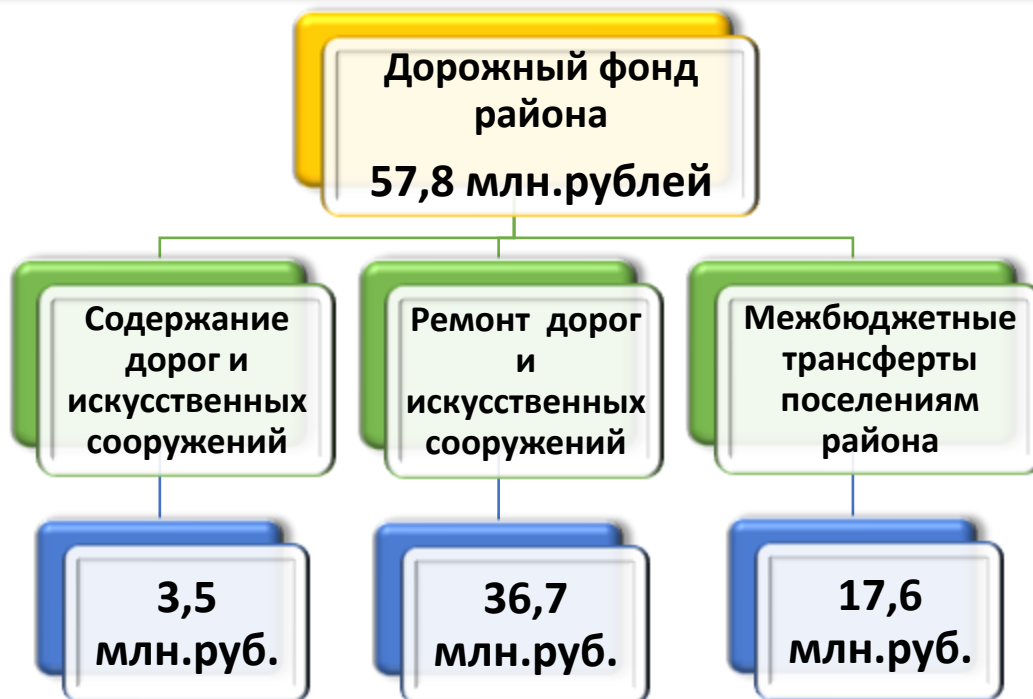 Дорожный фонд
района
57,8 млн.рублей
Содержание
дорог и
искусственных
сооружений
Ремонт дорог
и
искусственных
сооружений
Межбюджетные
трансферты
поселениям
района
3,5
млн.руб.
36,7
млн.руб.
17,6
млн.руб.